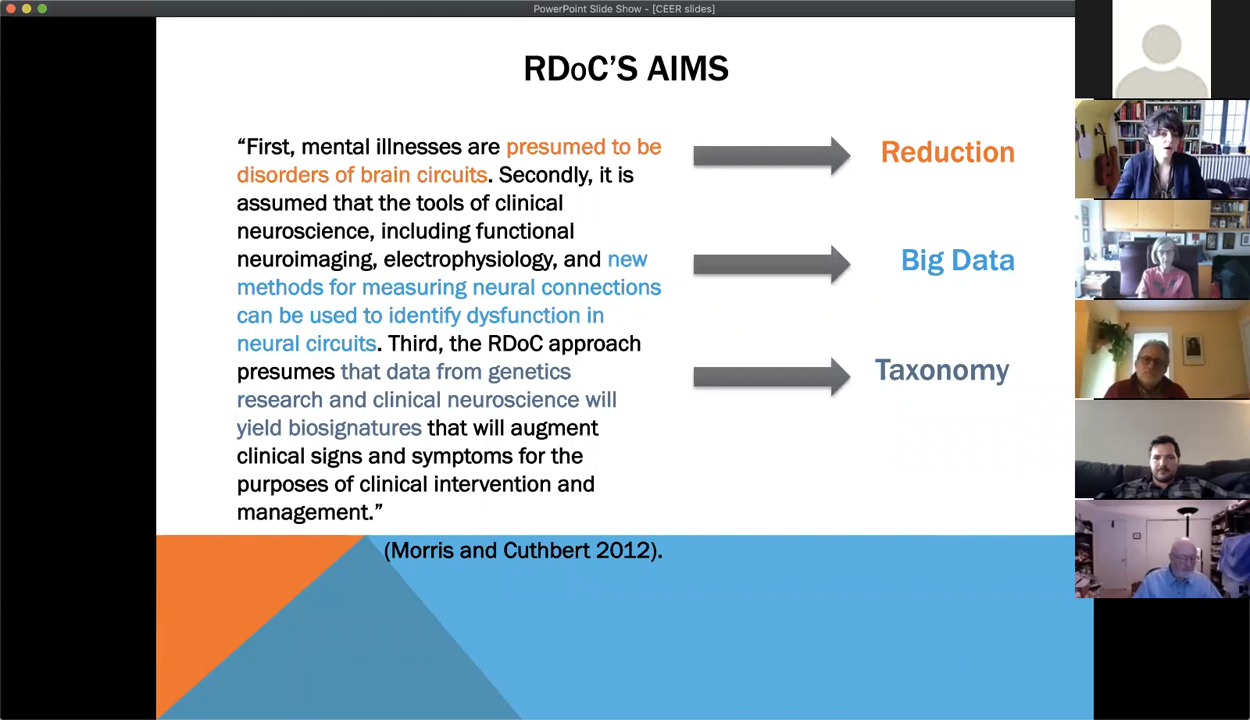 PowerPoint Slide Show - [CEER slides]
RDoC'S AIMS
“First, mental illnesses are presumed to be
disorders of brain circuits. Secondly, it is
assumed that the tools of clinical
neuroscience, including functional
neuroimaging, electrophysiology, and new
methods for measuring neural connections
can be used to identify dysfunction in
neural circuits. Third, the RDoC approach
presumes that data from genetics
research and clinical neuroscience will
yield biosignatures that will augment
clinical signs and symptoms for the
purposes of clinical intervention and
management.”
(Morris and Cuthbert 2012).
Reduction
Big Data
Taxonomy